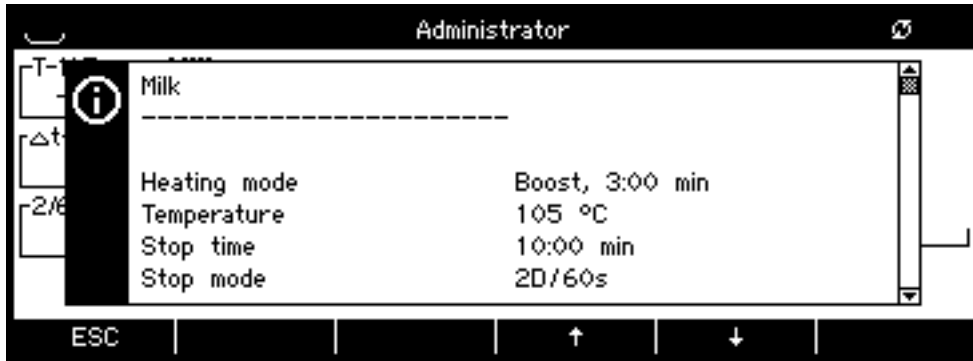 Administrator
Milk
------------------------
Heating mode Boost, 3:00 min
Temperature 105 °C
Stop time 10:00 min
Stop mode 2D/60s
ESC ↑ ↓